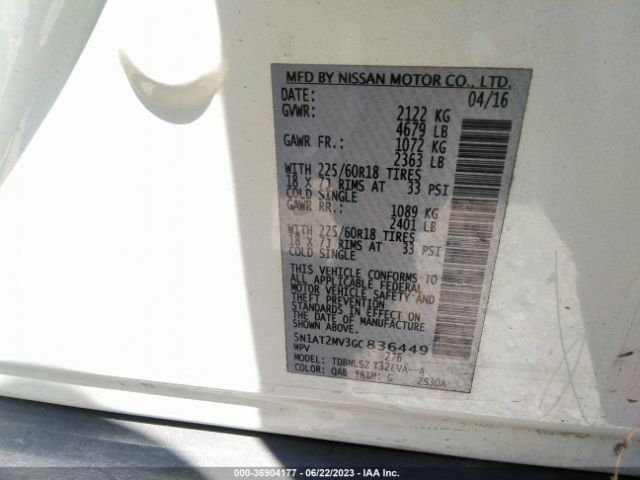 MFD BY NISSAN MOTOR CO., LTD.
DATE: 04/16
GVWR: 2122 KG
4679 LB
GAWR FR.: 1072 KG
2363 LB
WITH 225/60R18 TIRES
18 X 7J RIMS AT 33 PSI
COLD SINGLE
GAWR RR.: 1089 KG
2401 LB
WITH 225/60R18 TIRES
18 X 7J RIMS AT 33 PSI
COLD SINGLE
THIS VEHICLE CONFORMS TO
ALL APPLICABLE FEDERAL
MOTOR VEHICLE SAFETY AND
THEFT PREVENTION
STANDARDS IN EFFECT ON
THE DATE OF MANUFACTURE
SHOWN ABOVE.
5N1AT2MV3GC836449
MPV 276
MODEL: TDBNLS2 T32EVA--A
COLOR: QAB TRIM: G 2S30A
000-36904177 - 06/22/2023 - IAA Inc.